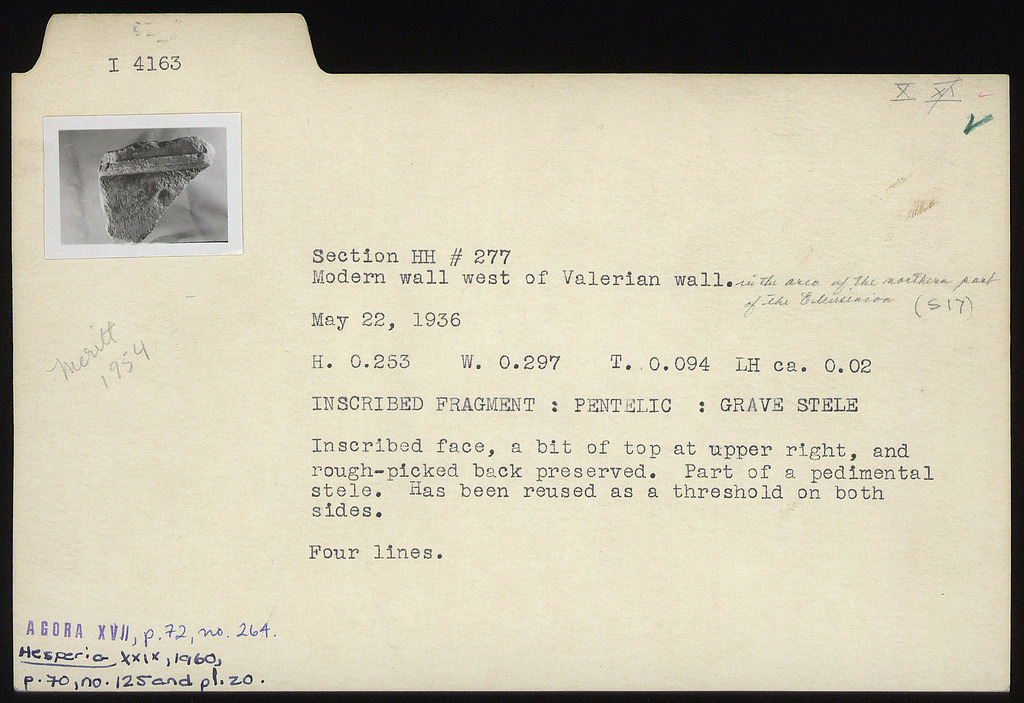 I 4163
X XI
Section HH # 277
Modern wall west of Valerian wall. in the area of the northern part
of the Eleusinion (S 17)
May 22, 1936
H. 0.253 W. 0.297 T. 0.094 LH ca. 0.02
Meritt
1954
INSCRIBED FRAGMENT : PENTELIC : GRAVE STELE
Inscribed face, a bit of top at upper right, and
rough-picked back preserved. Part of a pedimental
stele. Has been reused as a threshold on both
sides.
Four lines.
AGORA XVII, p.72, no. 264.
Hesperia XXIX, 1960,
p.70, no. 125 and pl.20.